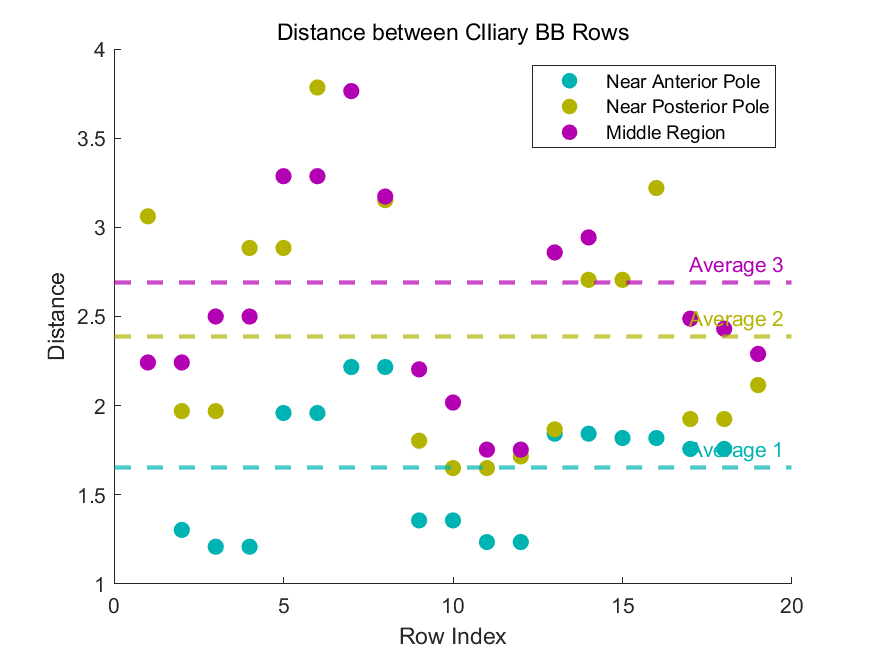 Distance between CIliary BB Rows
4
3.5
3
2.5
2
1.5
1
Distance
0
5
10
15
20
Row Index
Near Anterior Pole
Near Posterior Pole
Middle Region
Average 3
Average 2
Average 1